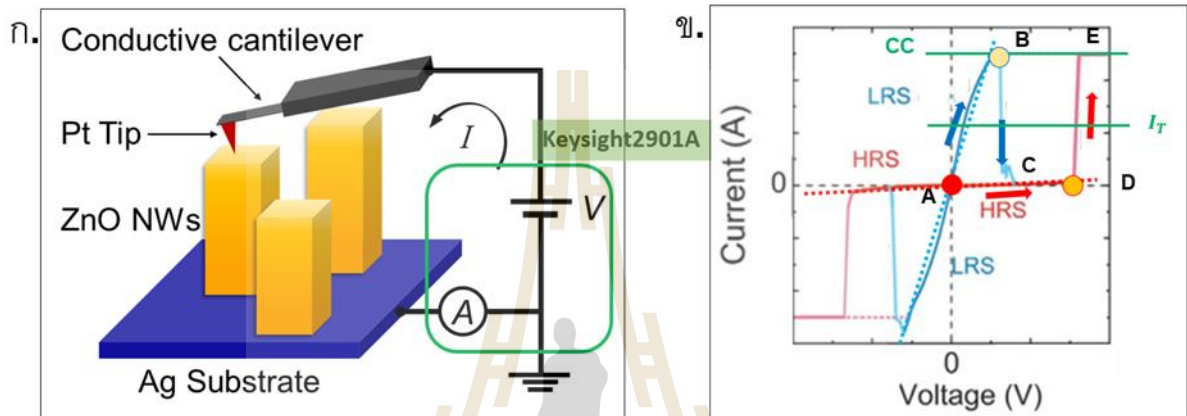 ก.
Conductive cantilever
Pt Tip
ZnO NWs
Ag Substrate
I
Keysight2901A
V
A
ข.
CC
B
E
LRS
I_T
HRS
A
C
D
HRS
LRS
0
0
Current (A)
Voltage (V)